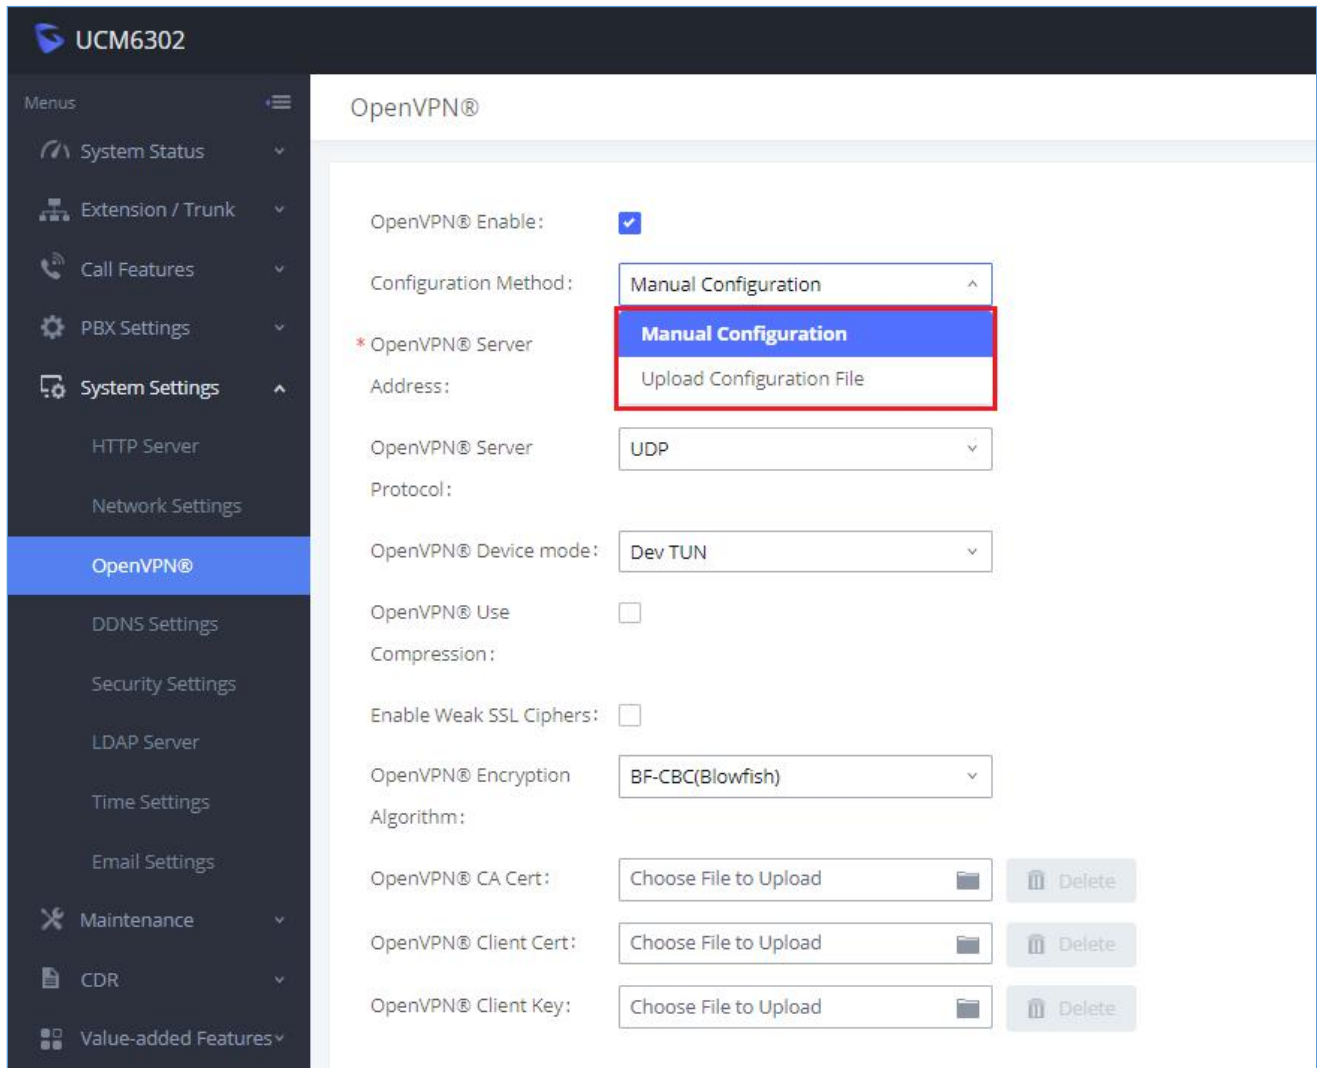 UCM6302
Menus
System Status
Extension / Trunk
Call Features
PBX Settings
System Settings
HTTP Server
Network Settings
OpenVPN®
DDNS Settings
Security Settings
LDAP Server
Time Settings
Email Settings
Maintenance
CDR
Value-added Features
OpenVPN®
OpenVPN® Enable:
Configuration Method: Manual Configuration
Manual Configuration
Upload Configuration File
* OpenVPN® Server
Address:
OpenVPN® Server UDP
Protocol:
OpenVPN® Device mode: Dev TUN
OpenVPN® Use
Compression:
Enable Weak SSL Ciphers:
OpenVPN® Encryption BF-CBC(Blowfish)
Algorithm:
OpenVPN® CA Cert: Choose File to Upload Delete
OpenVPN® Client Cert: Choose File to Upload Delete
OpenVPN® Client Key: Choose File to Upload Delete